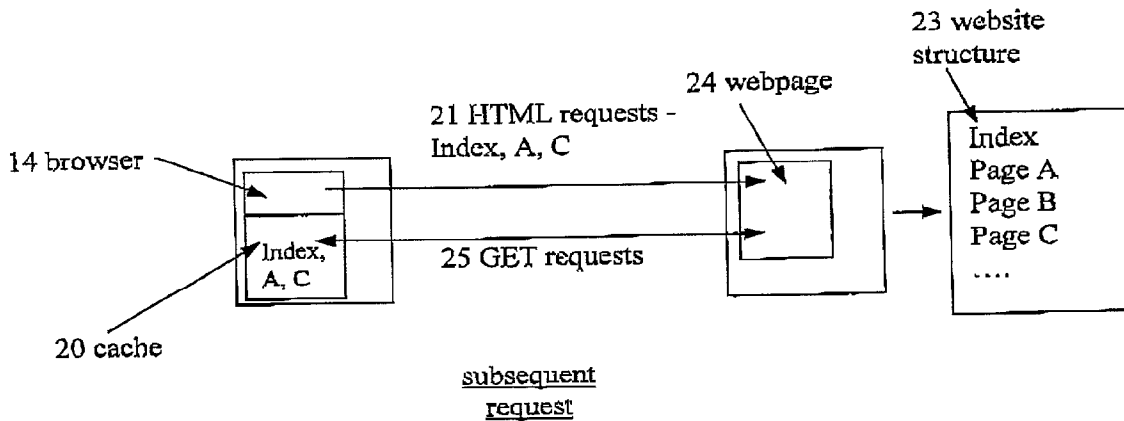 23 website
structure
24 webpage
21 HTML requests -
Index, A, C
14 browser
Index
Page A
Page B
Page C
....
Index,
A, C
25 GET requests
20 cache
subsequent
request